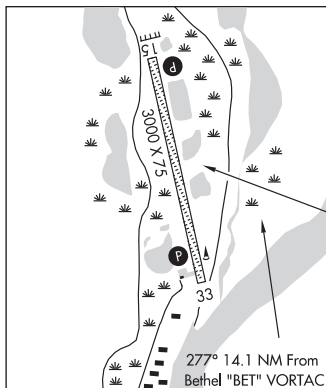 15
P
3000 X 75
P
33
277° 14.1 NM From
Bethel "BET" VORTAC